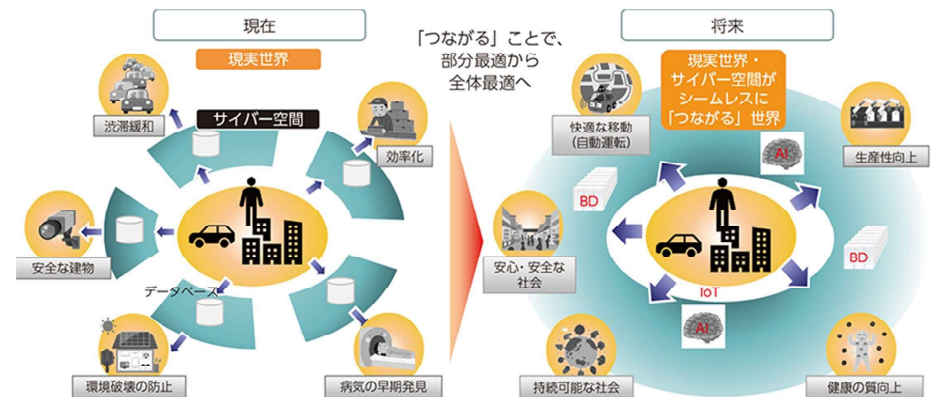 現在
現実世界
サイバー空間
渋滞緩和
効率化
安全な建物
データベース
環境破壊の防止
病気の早期発見
「つながる」ことで、
部分最適から
全体最適へ
将来
現実世界・
サイバー空間が
シームレスに
「つながる」世界
快適な移動
(自動運転)
AI
生産性向上
BD
安心・安全な
社会
BD
IoT
AI
持続可能な社会
健康の質向上